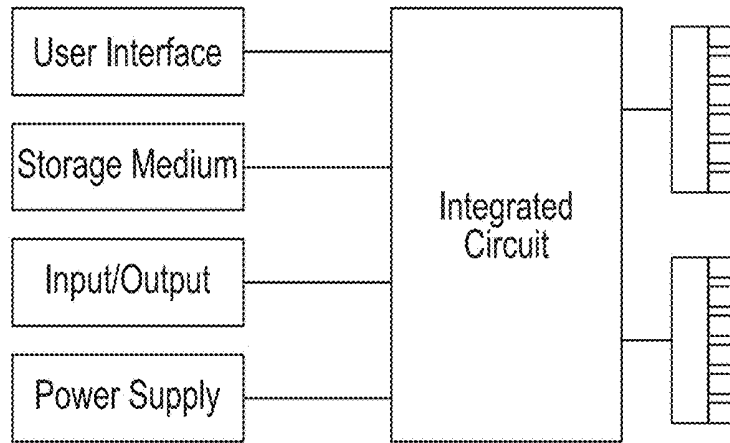 User Interface
Storage Medium
Input/Output
Power Supply
Integrated
Circuit